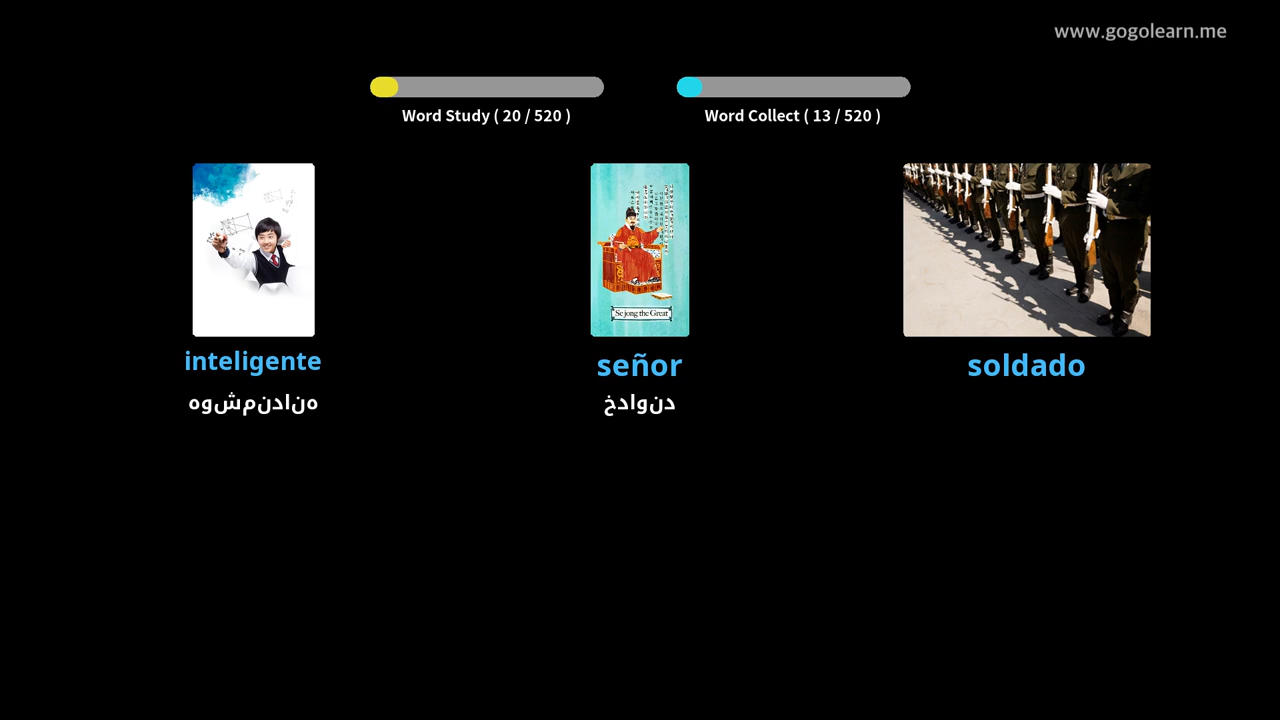 www.gogolearn.me
Word Study ( 20 / 520 )
Word Collect ( 13 / 520 )
Sejong the Great
inteligente
señor
soldado
هوشمندانه
خداوند